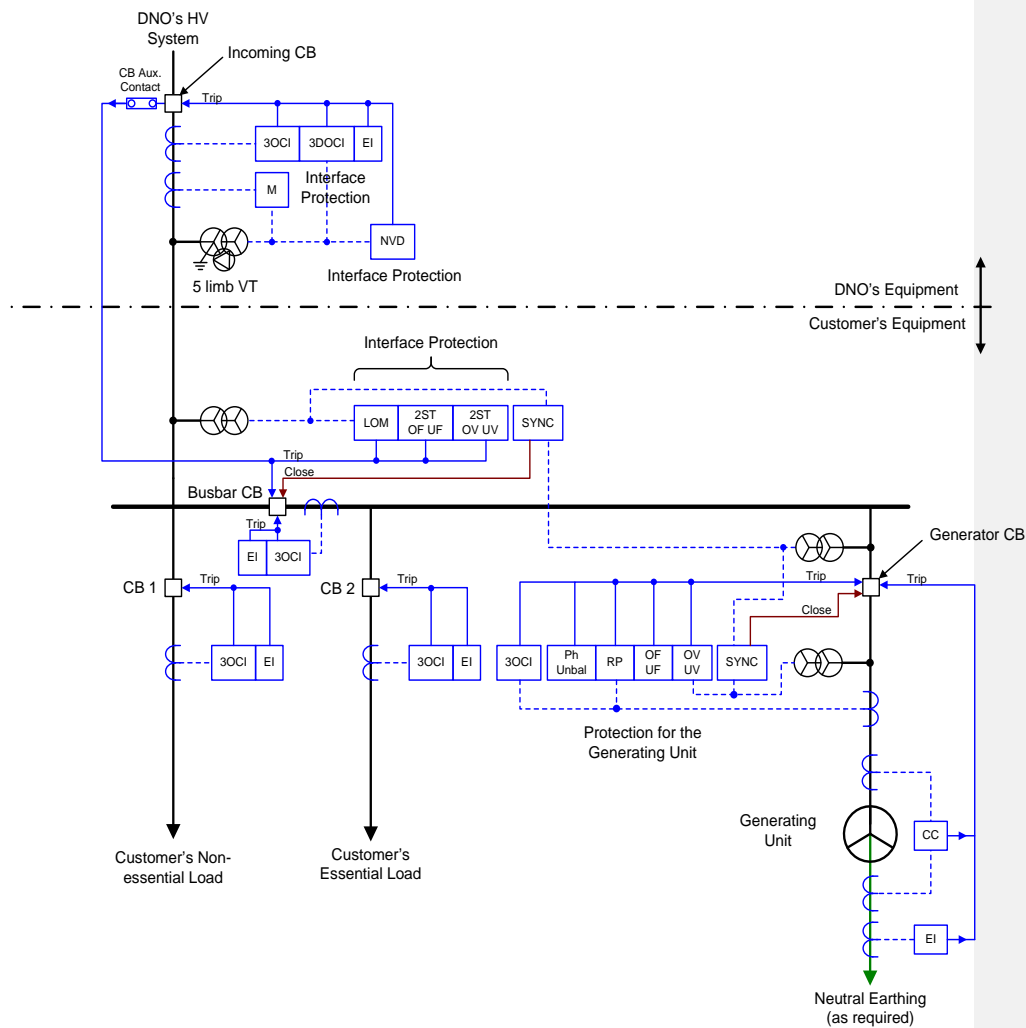 DNO's HV
System
Incoming CB
CB Aux.
Contact
Trip
3OCI
3DOCI
EI
Interface
Protection
M
NVD
5 limb VT
Interface Protection
DNO's Equipment
Customer's Equipment
Interface Protection
LOM
2ST
OF UF
2ST
OV UV
SYNC
Trip
Close
Busbar CB
Trip
EI
3OCI
Generator CB
CB 1
Trip
CB 2
Trip
Trip
Trip
Close
3OCI
EI
3OCI
EI
3OCI
Ph
Unbal
RP
OF
UF
OV
UV
SYNC
Protection for the
Generating Unit
Generating
Unit
CC
Customer's Non-
essential Load
Customer's
Essential Load
EI
Neutral Earthing
(as required)